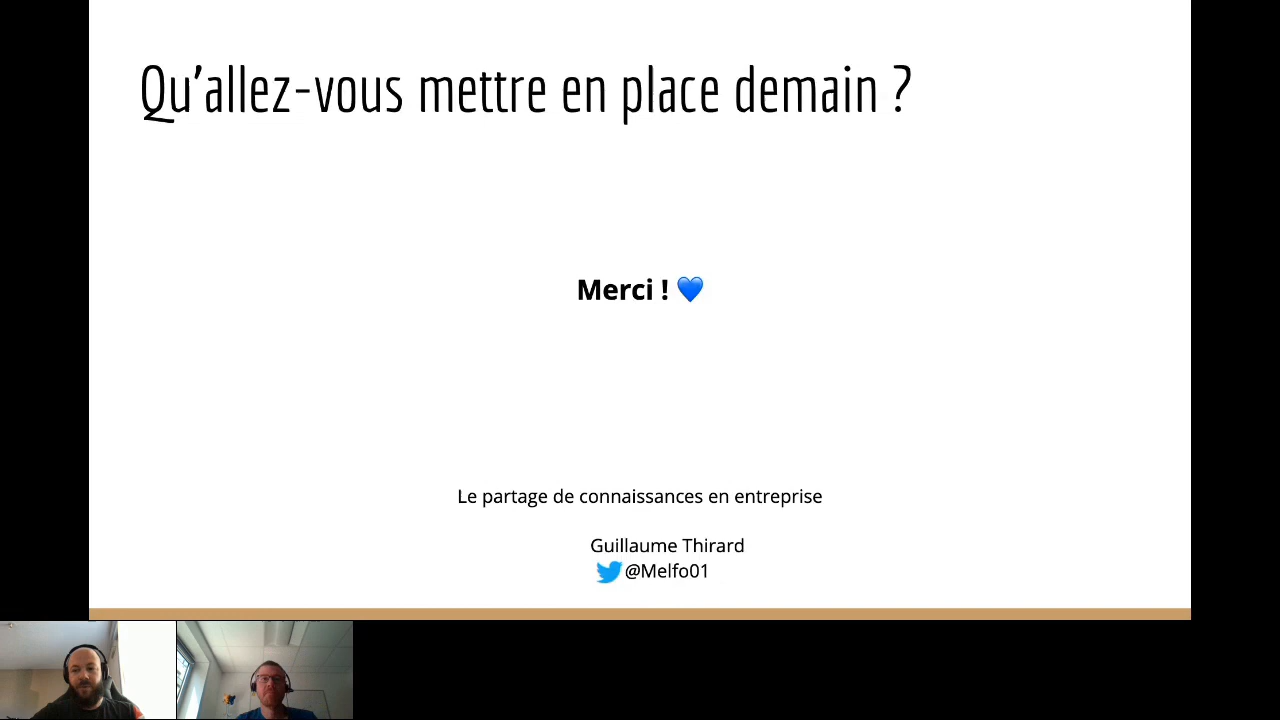 Qu'allez-vous mettre en place demain ?
Merci ! 💙
Le partage de connaissances en entreprise
Guillaume Thirard
@Melfo01